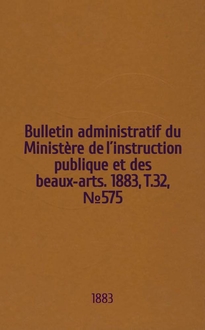 Bulletin administratif du
Ministère de l´instruction
publique et des
beaux-arts. 1883, T.32,
№575
1883